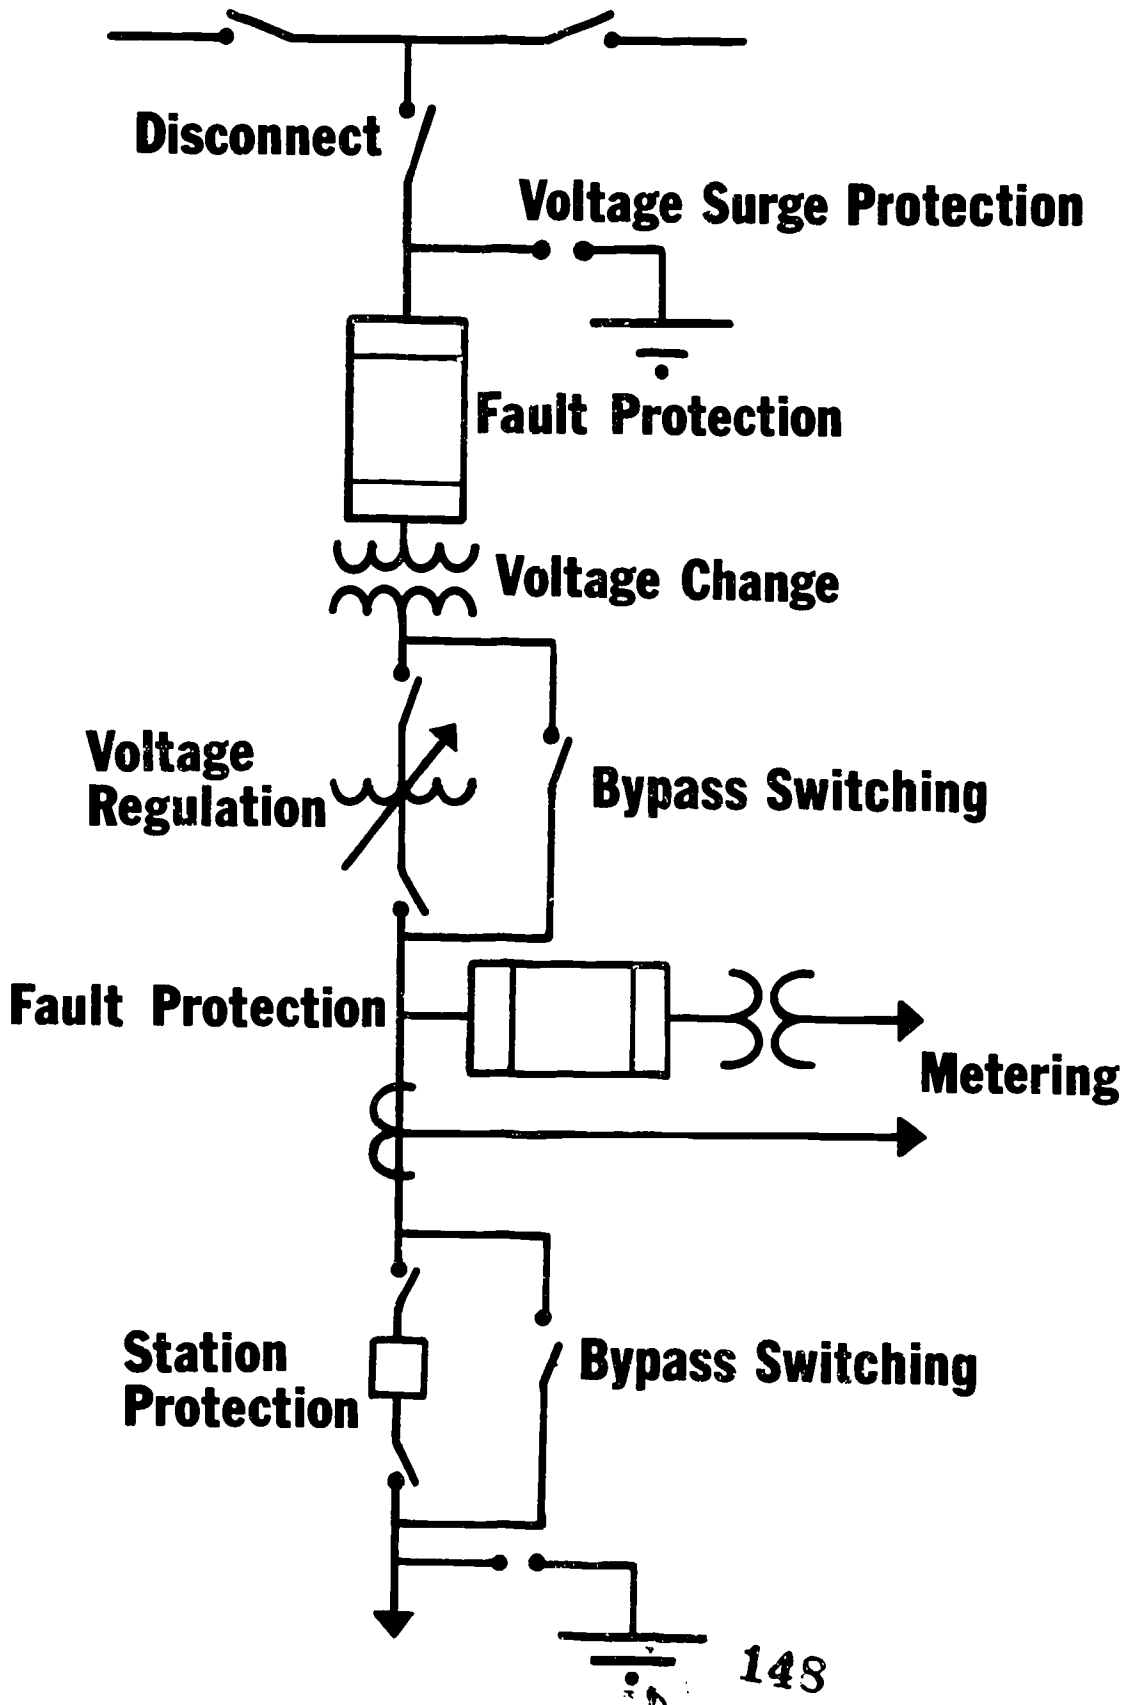 Disconnect
Voltage Surge Protection
Fault Protection
Voltage Change
Voltage
Regulation
Bypass Switching
Fault Protection
Metering
Station
Protection
Bypass Switching
148